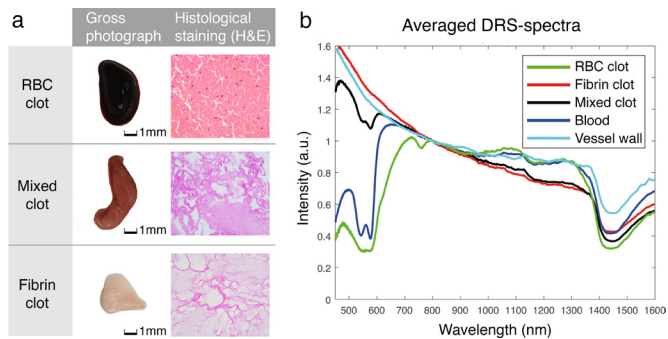 a
Gross photograph
Histological staining (H&E)
RBC clot
1mm
Mixed clot
1mm
Fibrin clot
1mm
b
Averaged DRS-spectra
RBC clot
Fibrin clot
Mixed clot
Blood
Vessel wall
Intensity (a.u.)
1.6
1.4
1.2
1
0.8
0.6
0.4
0.2
0
500 600 700 800 900 1000 1100 1200 1300 1400 1500 1600
Wavelength (nm)